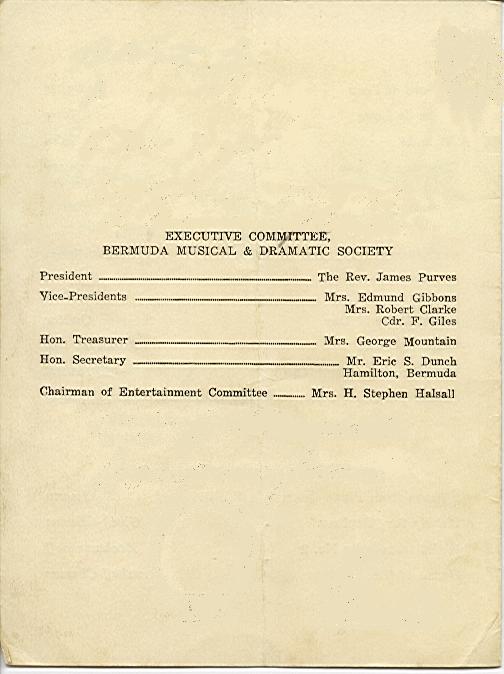 EXECUTIVE COMMITTEE,
BERMUDA MUSICAL & DRAMATIC SOCIETY
President ........ The Rev. James Purves
Vice-Presidents ........ Mrs. Edmund Gibbons
Mrs. Robert Clarke
Cdr. F. Giles
Hon. Treasurer ........ Mrs. George Mountain
Hon. Secretary ........ Mr. Eric S. Dunch
Hamilton, Bermuda
Chairman of Entertainment Committee ........ Mrs. H. Stephen Halsall